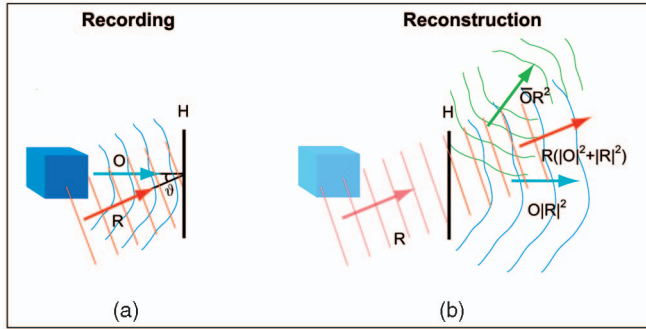 Recording
H
O
R
ϑ
(a)
Reconstruction
H
R
ŌR²
R(|O|²+|R|²)
O|R|²
(b)